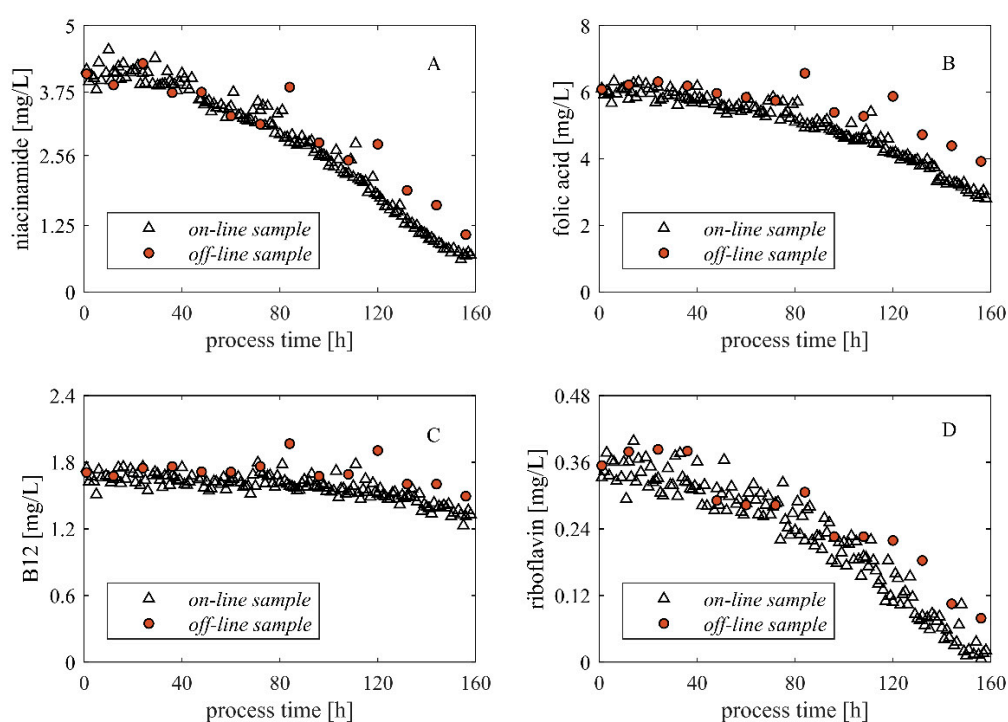 5
3.75
2.56
1.25
0
niacinamide [mg/L]
A
on-line sample
off-line sample
0 40 80 120 160
process time [h]
8
6
4
2
0
folic acid [mg/L]
B
on-line sample
off-line sample
0 40 80 120 160
process time [h]
2.4
1.8
1.2
0.6
0
B12 [mg/L]
C
on-line sample
off-line sample
0 40 80 120 160
process time [h]
0.48
0.36
0.24
0.12
0
riboflavin [mg/L]
D
on-line sample
off-line sample
0 40 80 120 160
process time [h]